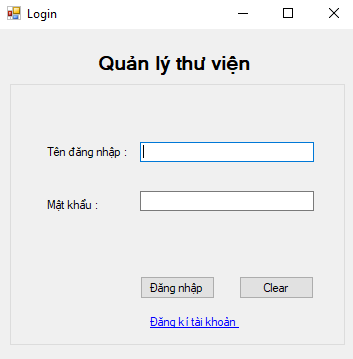 Login
Quản lý thư viện
Tên đăng nhập :
Mật khẩu :
Đăng nhập
Clear
Đăng kí tài khoản